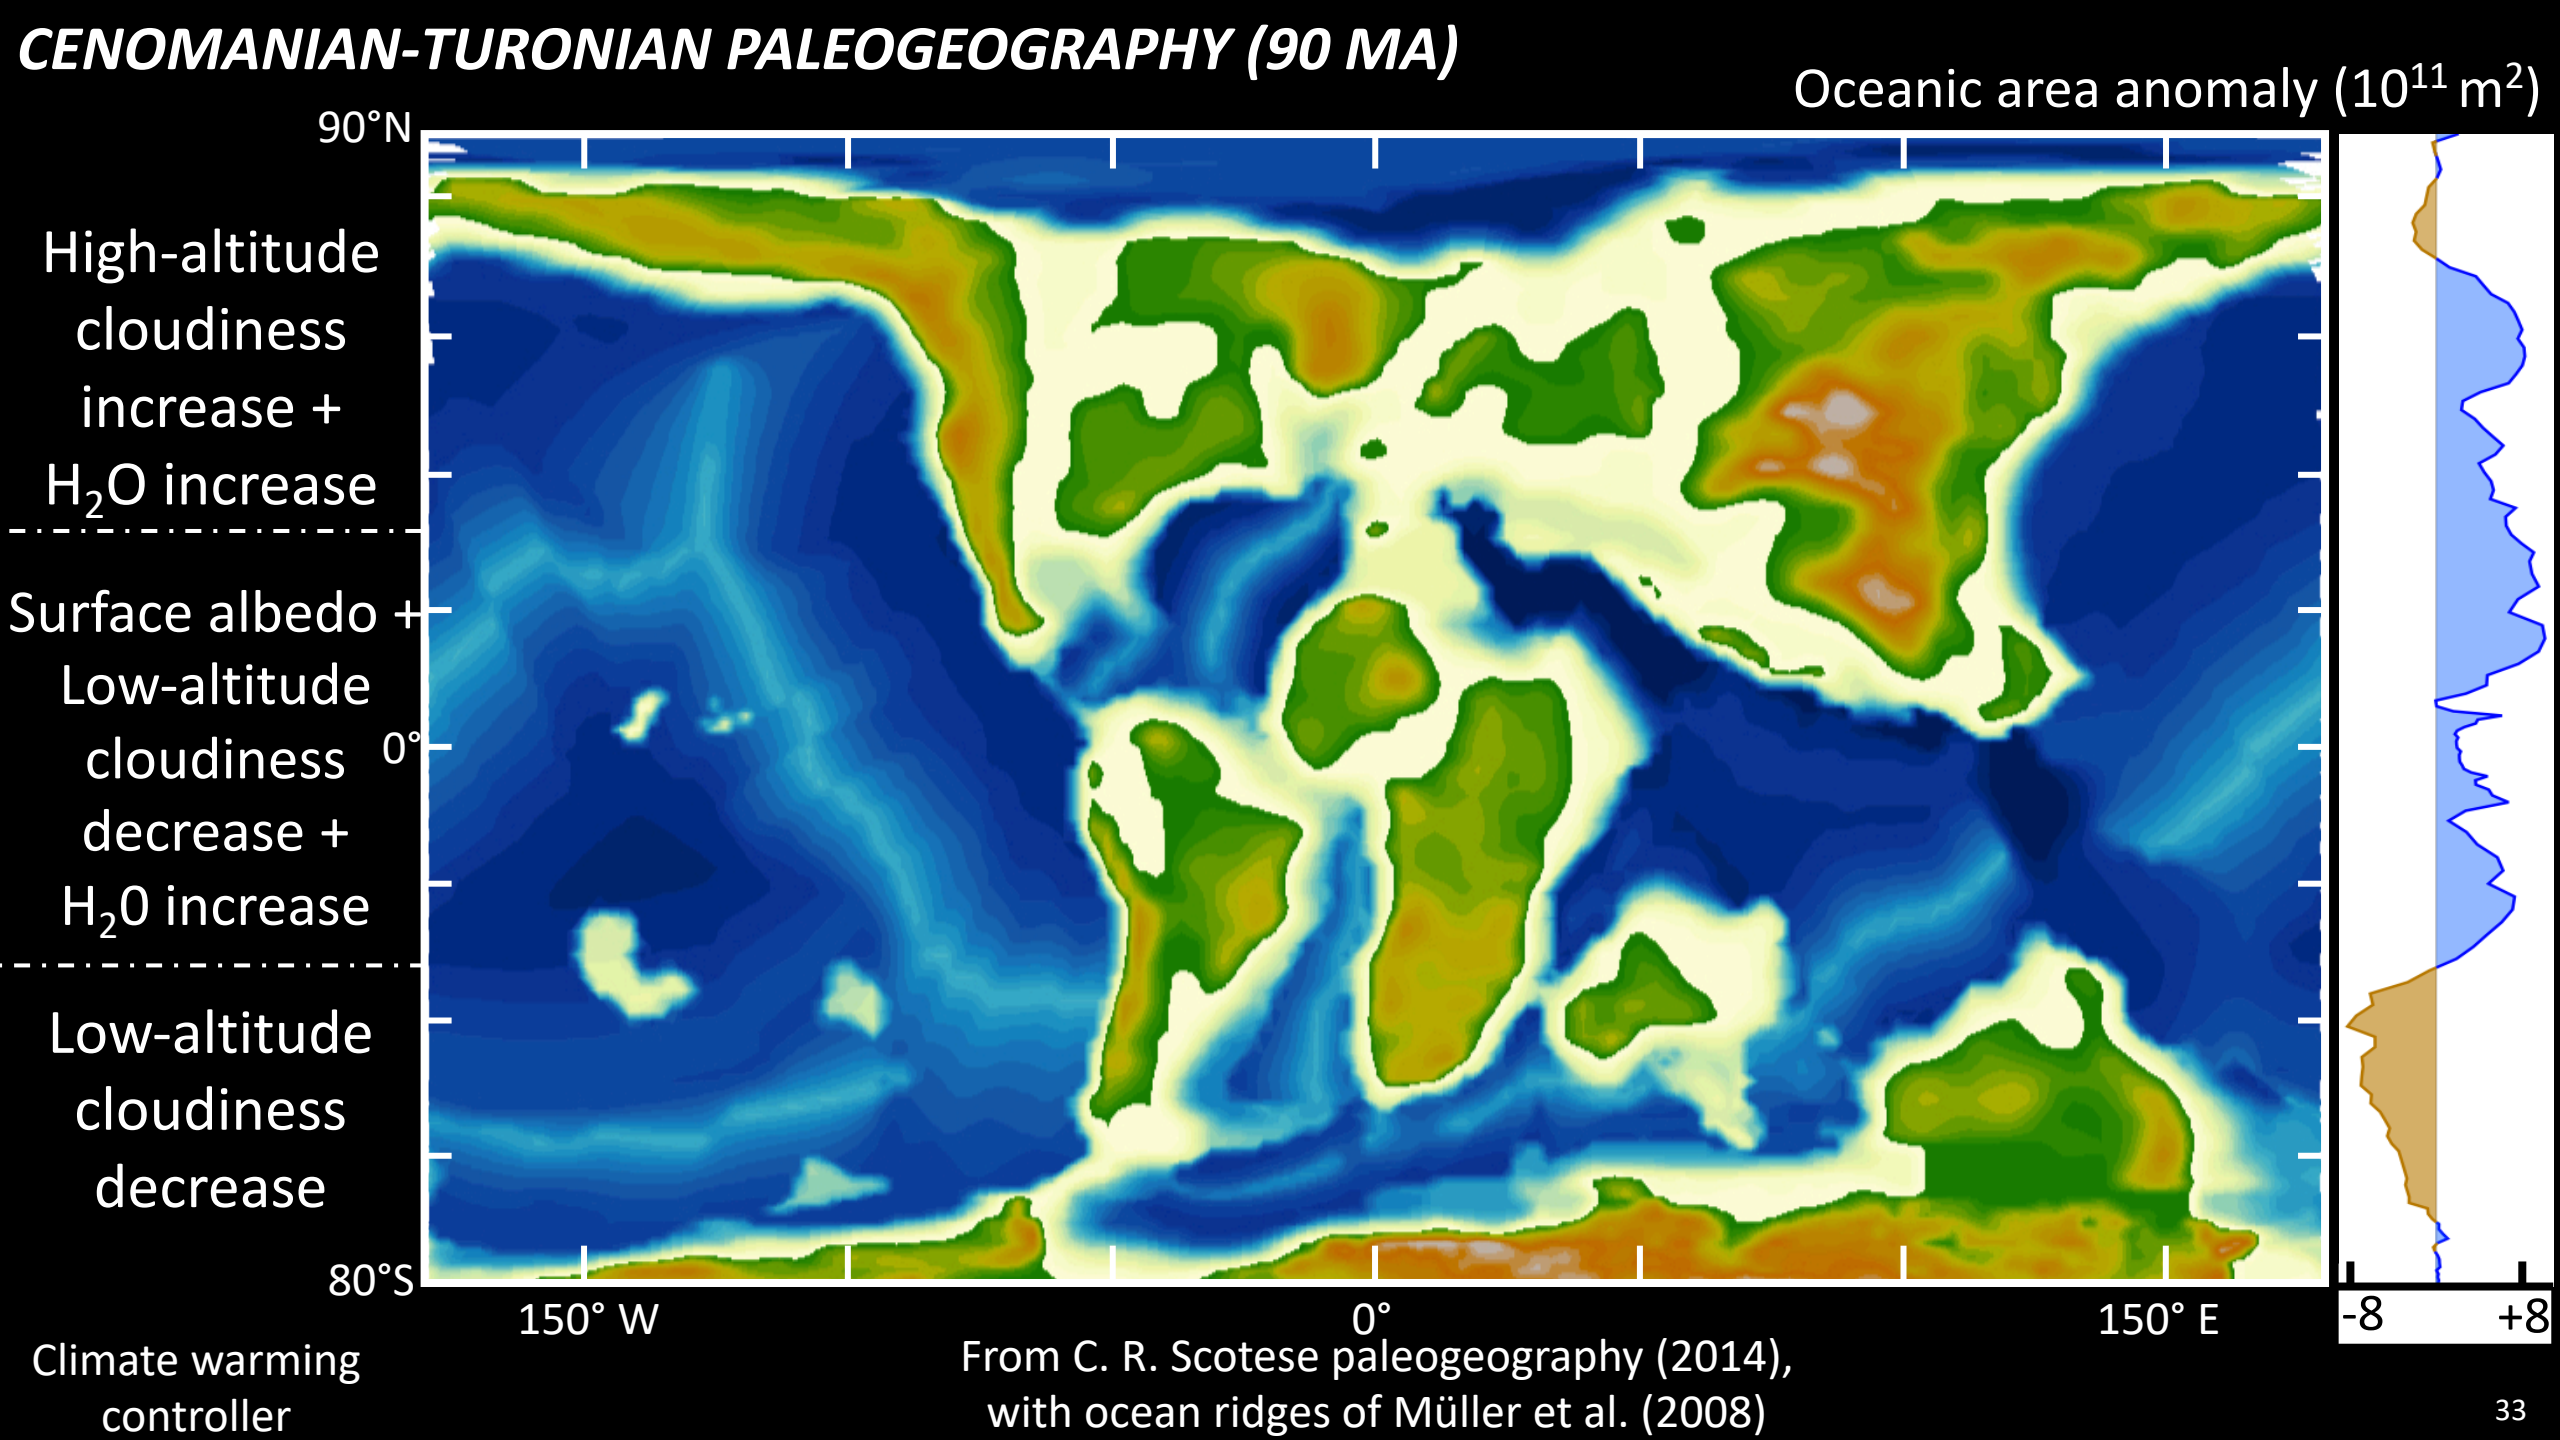 CENOMANIAN-TURONIAN PALEOGEOGRAPHY (90 MA)
Oceanic area anomaly (10¹¹ m²)
90°N
High-altitude
cloudiness
increase +
H₂O increase
Surface albedo +
Low-altitude
cloudiness
0°
decrease +
H₂0 increase
Low-altitude
cloudiness
decrease
80°S
150° W
0°
150° E
-8
+8
Climate warming
controller
From C. R. Scotese paleogeography (2014),
with ocean ridges of Müller et al. (2008)
33